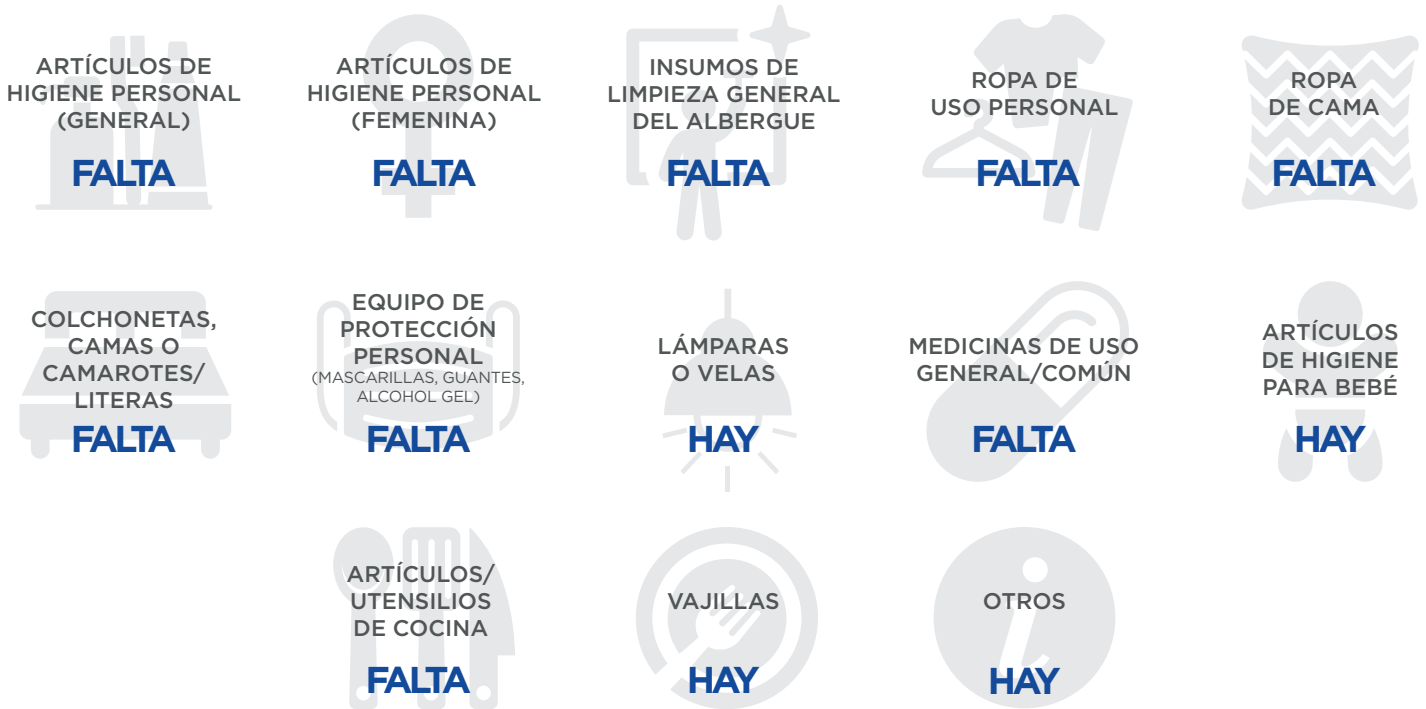 ARTÍCULOS DE
HIGIENE PERSONAL
(GENERAL)
FALTA
ARTÍCULOS DE
HIGIENE PERSONAL
(FEMENINA)
FALTA
INSUMOS DE
LIMPIEZA GENERAL
DEL ALBERGUE
FALTA
ROPA DE
USO PERSONAL
FALTA
ROPA
DE CAMA
FALTA
COLCHONETAS,
CAMAS O
CAMAROTES/
LITERAS
FALTA
EQUIPO DE
PROTECCIÓN
PERSONAL
(MASCARILLAS, GUANTES,
ALCOHOL GEL)
FALTA
LÁMPARAS
O VELAS
HAY
MEDICINAS DE USO
GENERAL/COMÚN
FALTA
ARTÍCULOS
DE HIGIENE
PARA BEBÉ
HAY
ARTÍCULOS/
UTENSILIOS
DE COCINA
FALTA
VAJILLAS
HAY
OTROS
HAY